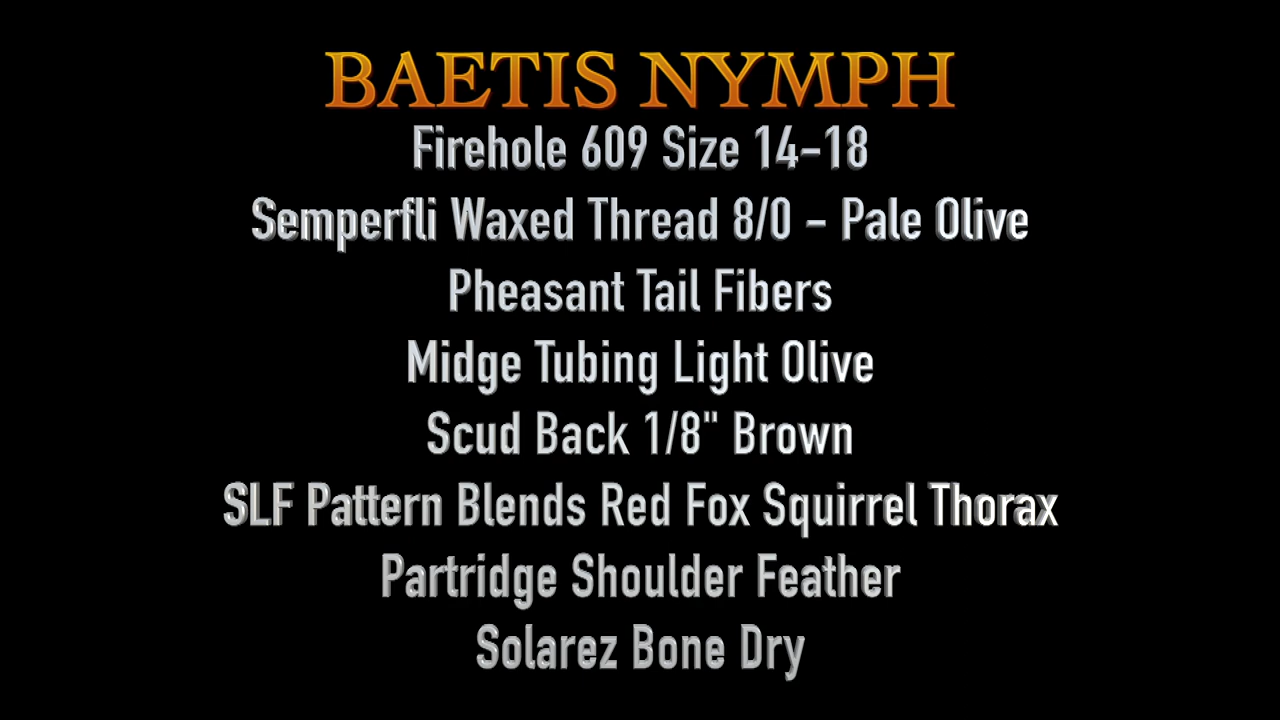 BAETIS NYMPH
Firehole 609 Size 14-18
Semperfli Waxed Thread 8/0 - Pale Olive
Pheasant Tail Fibers
Midge Tubing Light Olive
Scud Back 1/8" Brown
SLF Pattern Blends Red Fox Squirrel Thorax
Partridge Shoulder Feather
Solarez Bone Dry